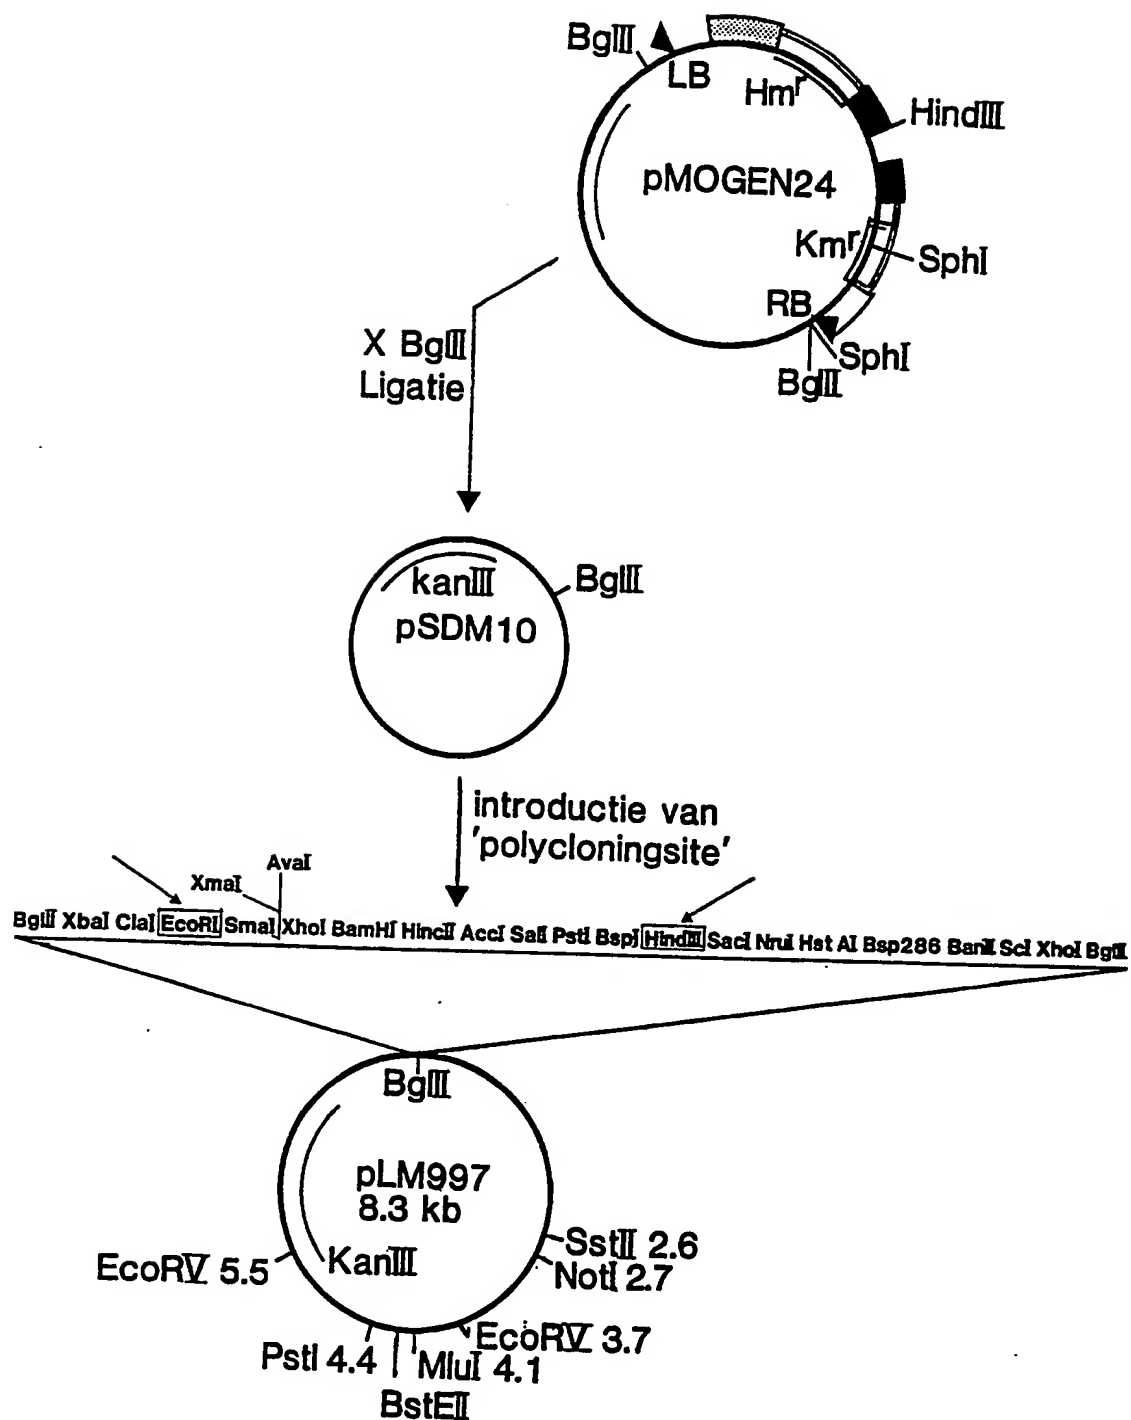 BglII
LB
Hmʳ
HindIII
pMOGEN24
Kmʳ
SphI
RB
SphI
BglII
X BglII
Ligatie
kanIII
BglII
pSDM10
introductie van
'polycloningsite'
AvaI
XmaI
BglII XbaI ClaI EcoRI SmaI XhoI BamHI HincII AccI SalI PstI BspI HindIII SacI NruI Hst AI Bsp286 BanII ScI XhoI BglII
BglII
pLM997
8.3 kb
SstII 2.6
KanIII
EcoRV 5.5
NotI 2.7
EcoRV 3.7
PstI 4.4
MluI 4.1
BstEII